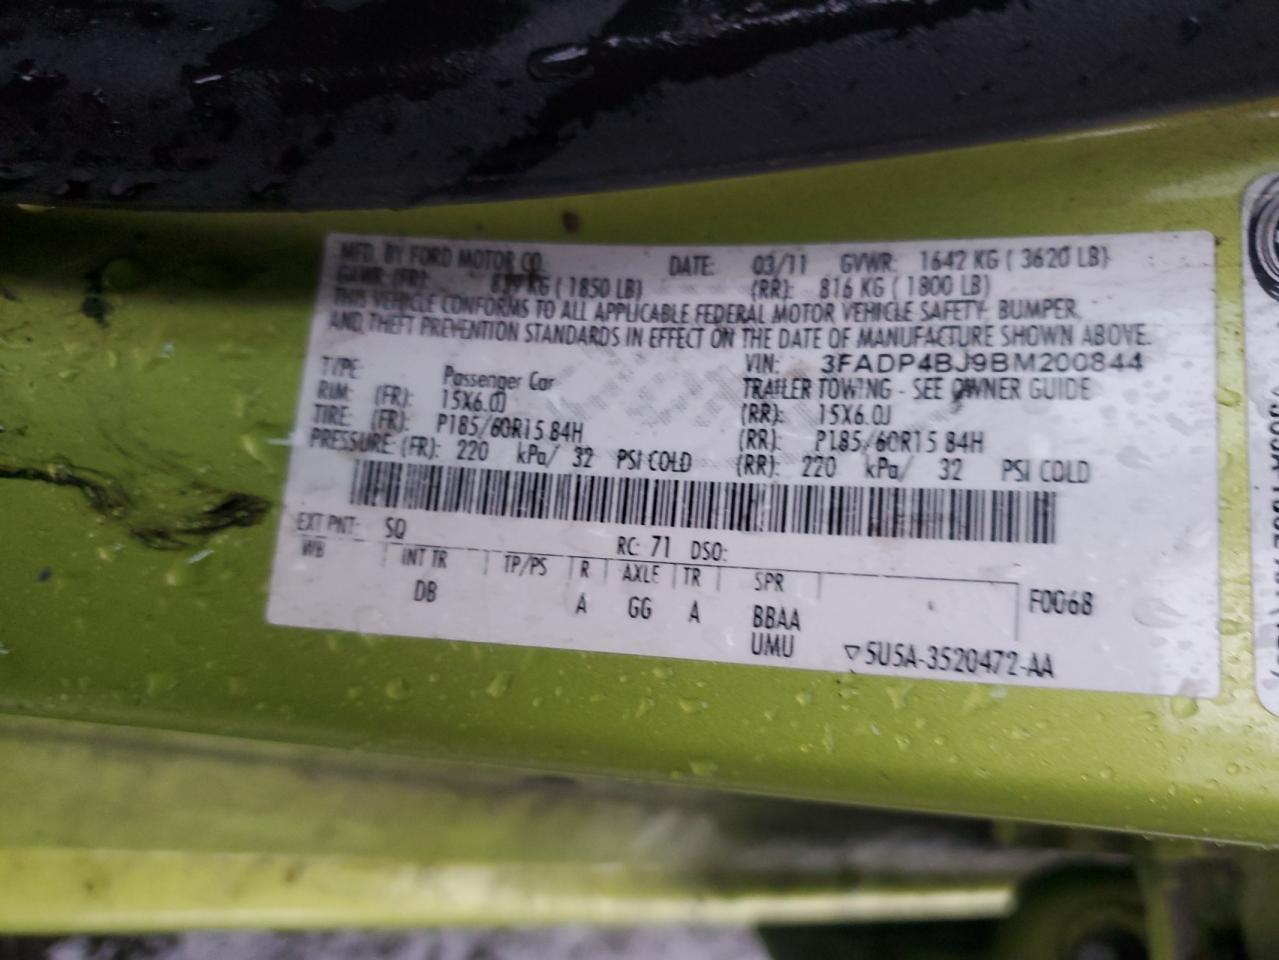 MFD. BY FORD MOTOR CO. DATE: 03/11 GVWR: 1642 KG ( 3620 LB)
GAWR (FR): 839 KG ( 1850 LB) (RR): 816 KG ( 1800 LB)
THIS VEHICLE CONFORMS TO ALL APPLICABLE FEDERAL MOTOR VEHICLE SAFETY, BUMPER,
AND THEFT PREVENTION STANDARDS IN EFFECT ON THE DATE OF MANUFACTURE SHOWN ABOVE.
VIN: 3FADP4BJ9BM200844
TYPE: Passenger Car TRAILER TOWING - SEE OWNER GUIDE
RIM: (FR): 15X6.0J (RR): 15X6.0J
TIRE: (FR): P185/60R15 84H (RR): P185/60R15 84H
PRESSURE: (FR): 220 kPa/ 32 PSI COLD (RR): 220 kPa/ 32 PSI COLD
EXT PNT: SQ RC: 71 DSO:
WB INT TR TP/PS R AXLE TR SPR F0068
DB A GG A BBAA
UMU ▽5U5A-3520472-AA